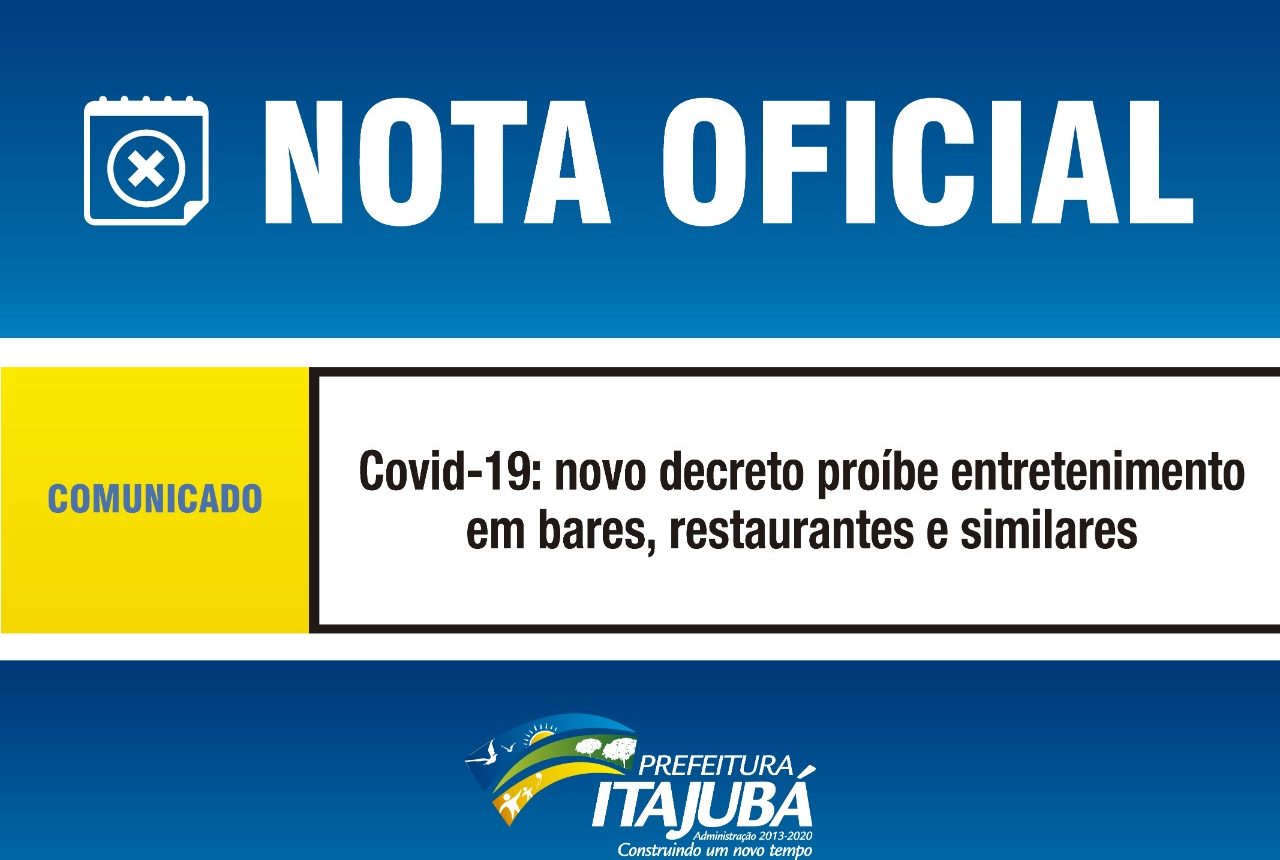 NOTA OFICIAL
COMUNICADO
Covid-19: novo decreto proíbe entretenimento
em bares, restaurantes e similares
PREFEITURA
ITAJUBÁ
Administração 2013-2020
Construindo um novo tempo